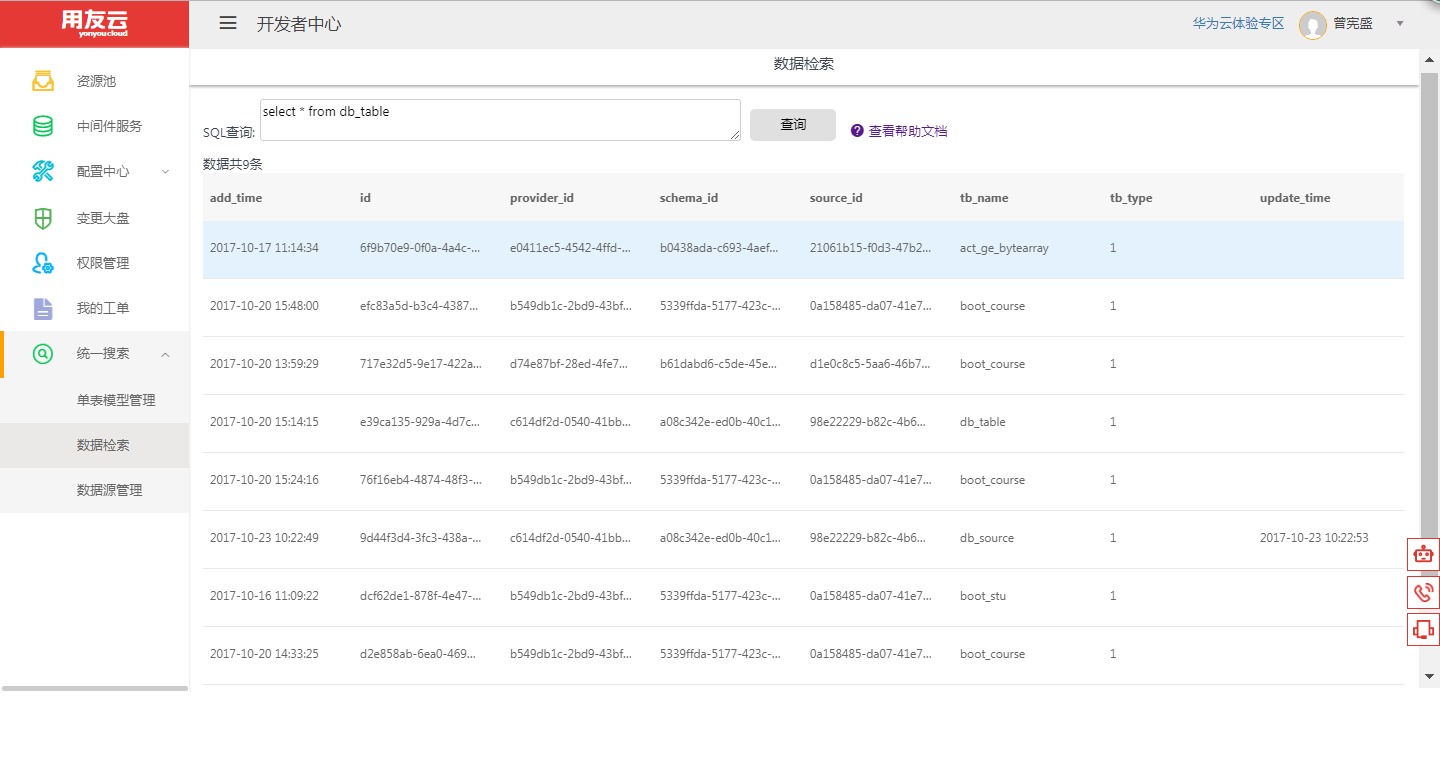 用友云
yonyoucloud
开发者中心
华为云体验专区
曾宪盛
资源池
中间件服务
配置中心
变更大盘
权限管理
我的工单
统一搜索
单表模型管理
数据检索
数据源管理
数据检索
SQL查询: select * from db_table 查询 查看帮助文档
数据共9条
add_time id provider_id schema_id source_id tb_name tb_type update_time
2017-10-17 11:14:34 6f9b70e9-0f0a-4a4c-... e0411ec5-4542-4ffd-... b0438ada-c693-4aef... 21061b15-f0d3-47b2... act_ge_bytearray 1
2017-10-20 15:48:00 efc83a5d-b3c4-4387... b549db1c-2bd9-43bf... 5339ffda-5177-423c-... 0a158485-da07-41e7... boot_course 1
2017-10-20 13:59:29 717e32d5-9e17-422a... d74e87bf-28ed-4fe7... b61dabd6-c5de-45e... d1e0c8c5-5aa6-46b7... boot_course 1
2017-10-20 15:14:15 e39ca135-929a-4d7c... c614df2d-0540-41bb... a08c342e-ed0b-40c1... 98e22229-b82c-4b6... db_table 1
2017-10-20 15:24:16 76f16eb4-4874-48f3-... b549db1c-2bd9-43bf... 5339ffda-5177-423c-... 0a158485-da07-41e7... boot_course 1
2017-10-23 10:22:49 9d44f3d4-3fc3-438a-... c614df2d-0540-41bb... a08c342e-ed0b-40c1... 98e22229-b82c-4b6... db_source 1 2017-10-23 10:22:53
2017-10-16 11:09:22 dcf62de1-878f-4e47-... b549db1c-2bd9-43bf... 5339ffda-5177-423c-... 0a158485-da07-41e7... boot_stu 1
2017-10-20 14:33:25 d2e858ab-6ea0-469... b549db1c-2bd9-43bf... 5339ffda-5177-423c-... 0a158485-da07-41e7... boot_course 1